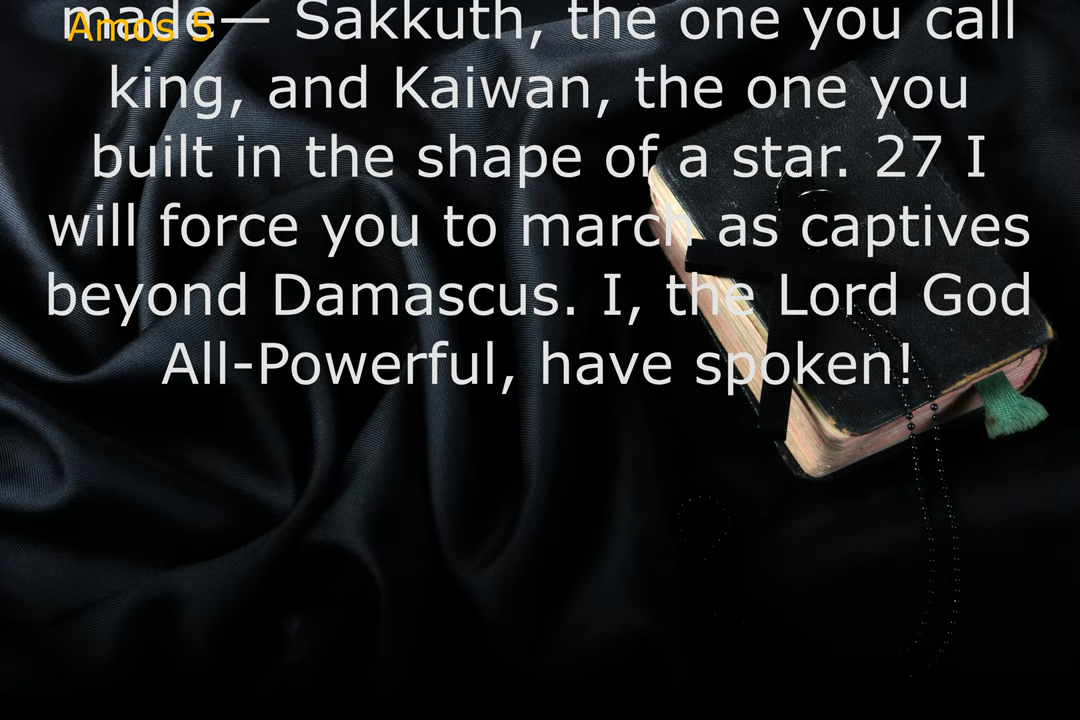 Amos 5
made— Sakkuth, the one you call
king, and Kaiwan, the one you
built in the shape of a star. 27 I
will force you to march as captives
beyond Damascus. I, the Lord God
All-Powerful, have spoken!